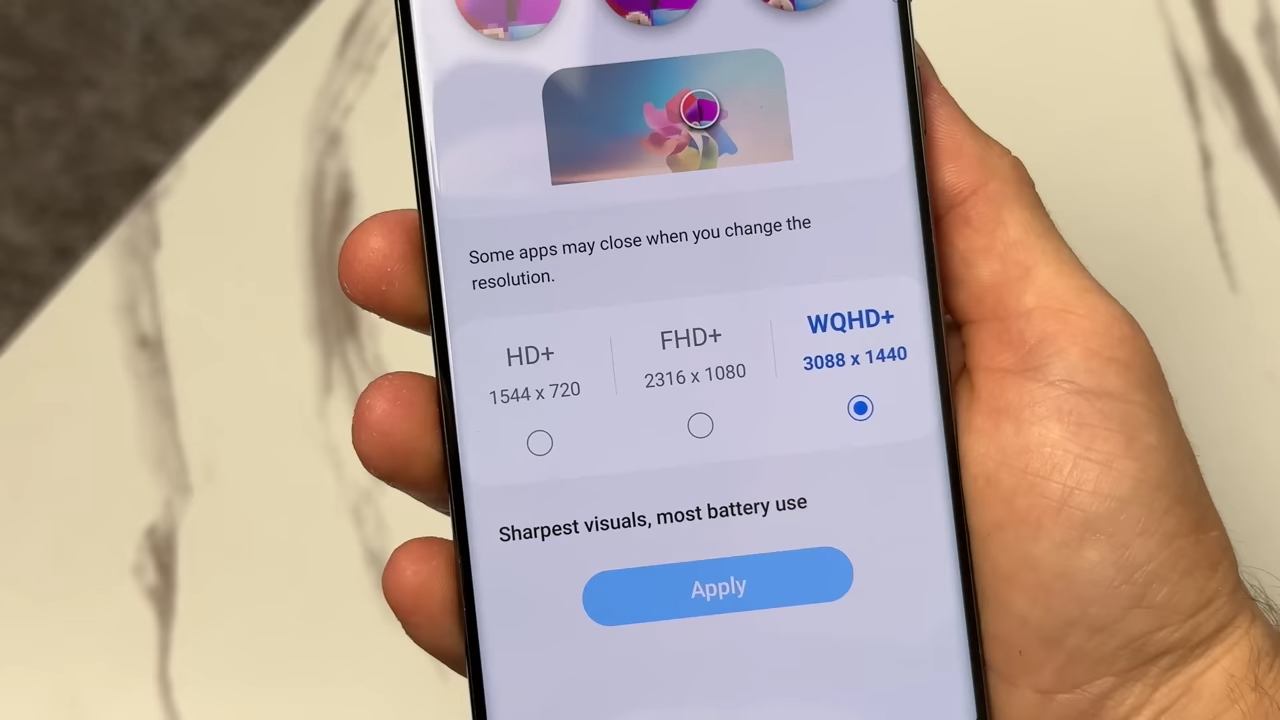 Some apps may close when you change the
resolution.
HD+
1544 x 720
FHD+
2316 x 1080
WQHD+
3088 x 1440
Sharpest visuals, most battery use
Apply